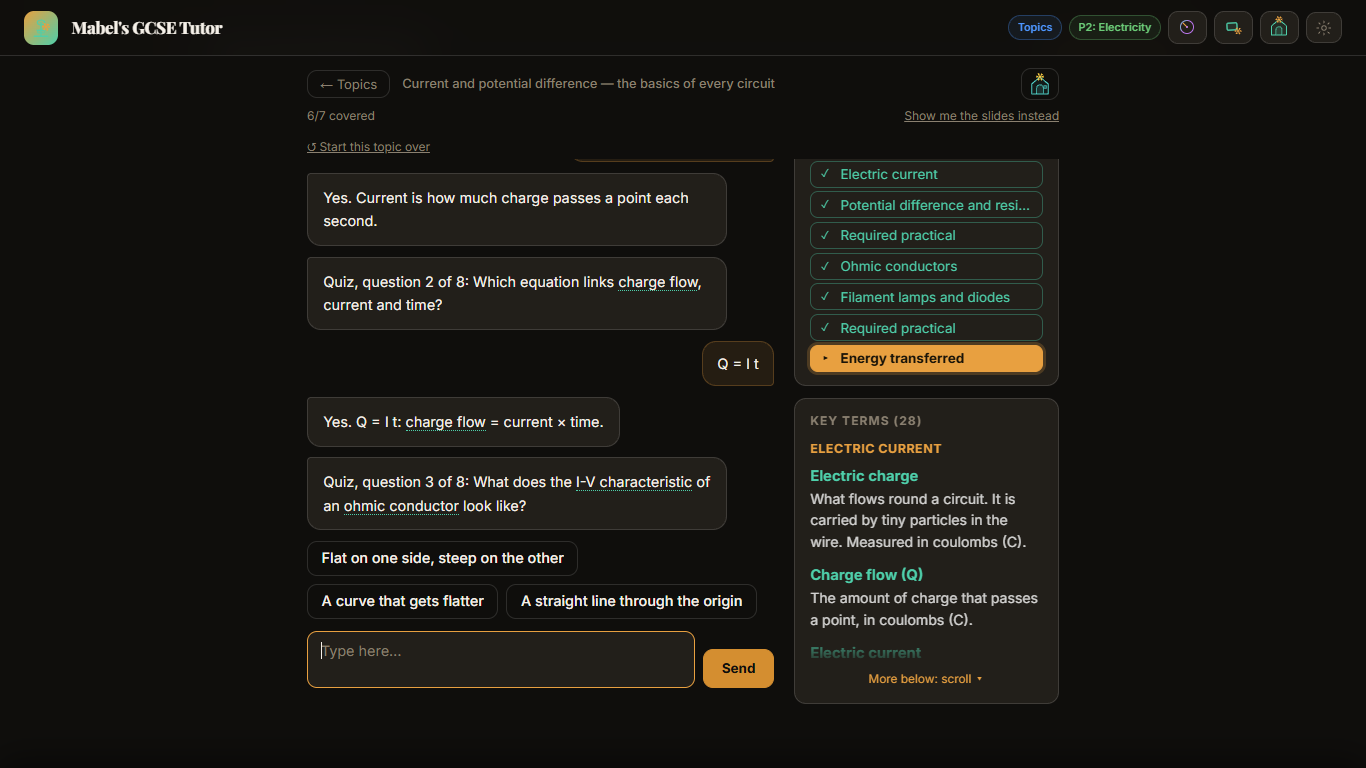 Mabel's GCSE Tutor
Topics
P2: Electricity
← Topics
Current and potential difference — the basics of every circuit
6/7 covered
Show me the slides instead
↺ Start this topic over
Yes. Current is how much charge passes a point each
second.
Quiz, question 2 of 8: Which equation links charge flow,
current and time?
Q = I t
Yes. Q = I t: charge flow = current × time.
Quiz, question 3 of 8: What does the I-V characteristic of
an ohmic conductor look like?
Flat on one side, steep on the other
A curve that gets flatter
A straight line through the origin
Type here...
Send
✓ Electric current
✓ Potential difference and resi...
✓ Required practical
✓ Ohmic conductors
✓ Filament lamps and diodes
✓ Required practical
▸ Energy transferred
KEY TERMS (28)
ELECTRIC CURRENT
Electric charge
What flows round a circuit. It is
carried by tiny particles in the
wire. Measured in coulombs (C).
Charge flow (Q)
The amount of charge that passes
a point, in coulombs (C).
Electric current
More below: scroll ▾